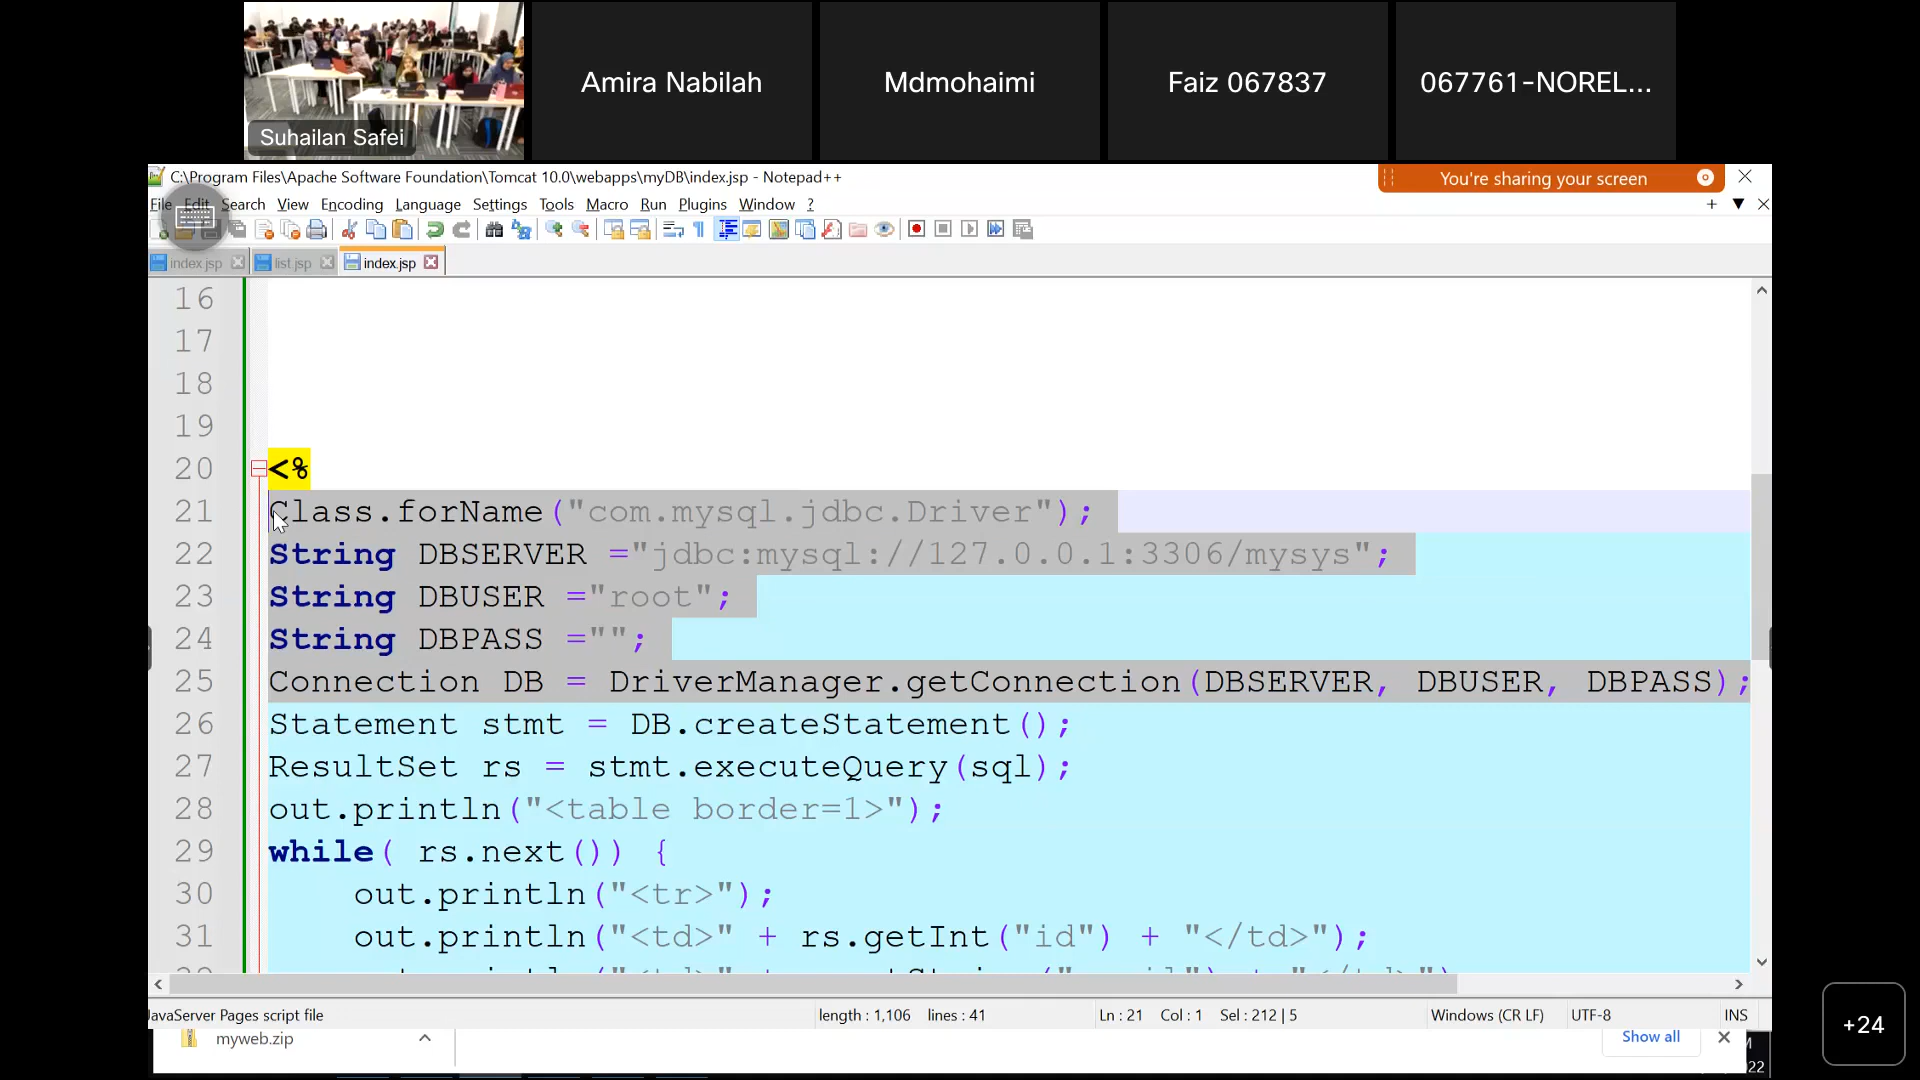 Suhailan Safei
Amira Nabilah
Mdmohaimi
Faiz 067837
067761-NOREL...
C:\Program Files\Apache Software Foundation\Tomcat 10.0\webapps\myDB\index.jsp - Notepad++
You're sharing your screen
File Edit Search View Encoding Language Settings Tools Macro Run Plugins Window ?
index.jsp list.jsp index.jsp
16
17
18
19
20 <%
21 Class.forName("com.mysql.jdbc.Driver");
22 String DBSERVER ="jdbc:mysql://127.0.0.1:3306/mysys";
23 String DBUSER ="root";
24 String DBPASS ="";
25 Connection DB = DriverManager.getConnection(DBSERVER, DBUSER, DBPASS);
26 Statement stmt = DB.createStatement();
27 ResultSet rs = stmt.executeQuery(sql);
28 out.println("<table border=1>");
29 while( rs.next()) {
30 out.println("<tr>");
31 out.println("<td>" + rs.getInt("id") + "</td>");
JavaServer Pages script file length : 1,106 lines : 41 Ln : 21 Col : 1 Sel : 212 | 5 Windows (CR LF) UTF-8 INS
myweb.zip
Show all
+24